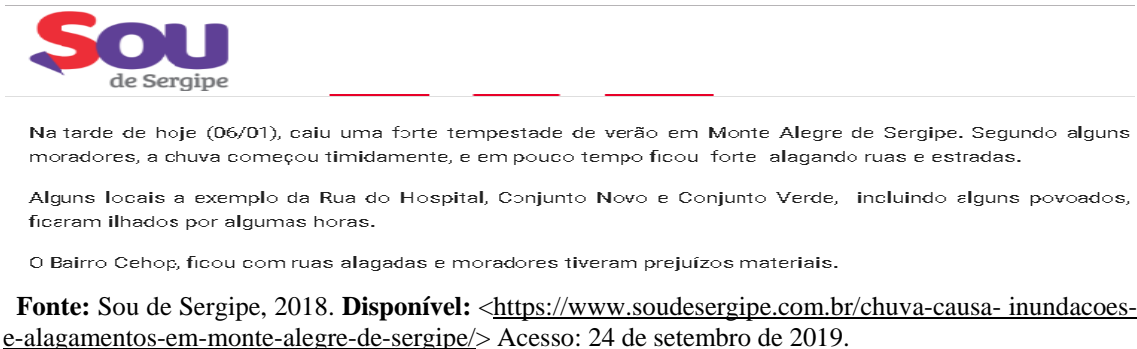 Sou
de Sergipe
Na tarde de hoje (06/01), caiu uma forte tempestade de verão em Monte Alegre de Sergipe. Segundo alguns
moradores, a chuva começou timidamente, e em pouco tempo ficou forte alagando ruas e estradas.
Alguns locais a exemplo da Rua do Hospital, Conjunto Novo e Conjunto Verde, incluindo alguns povoados,
ficaram ilhados por algumas horas.
O Bairro Cehop, ficou com ruas alagadas e moradores tiveram prejuízos materiais.
Fonte: Sou de Sergipe, 2018. Disponível: <https://www.soudesergipe.com.br/chuva-causa- inundacoes-
e-alagamentos-em-monte-alegre-de-sergipe/> Acesso: 24 de setembro de 2019.